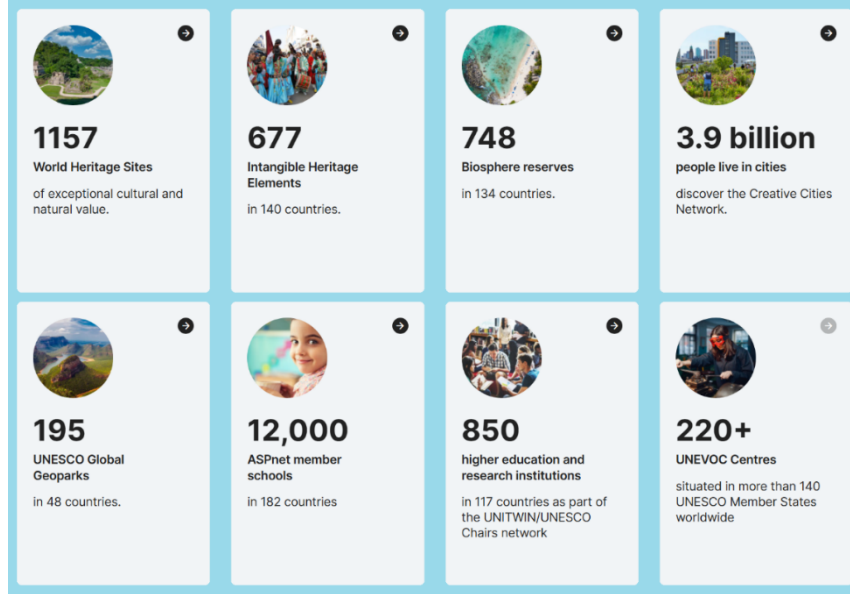 1157
World Heritage Sites
of exceptional cultural and
natural value.
677
Intangible Heritage
Elements
in 140 countries.
748
Biosphere reserves
in 134 countries.
3.9 billion
people live in cities
discover the Creative Cities
Network.
195
UNESCO Global
Geoparks
in 48 countries.
12,000
ASPnet member
schools
in 182 countries
850
higher education and
research institutions
in 117 countries as part of
the UNITWIN/UNESCO
Chairs network
220+
UNEVOC Centres
situated in more than 140
UNESCO Member States
worldwide